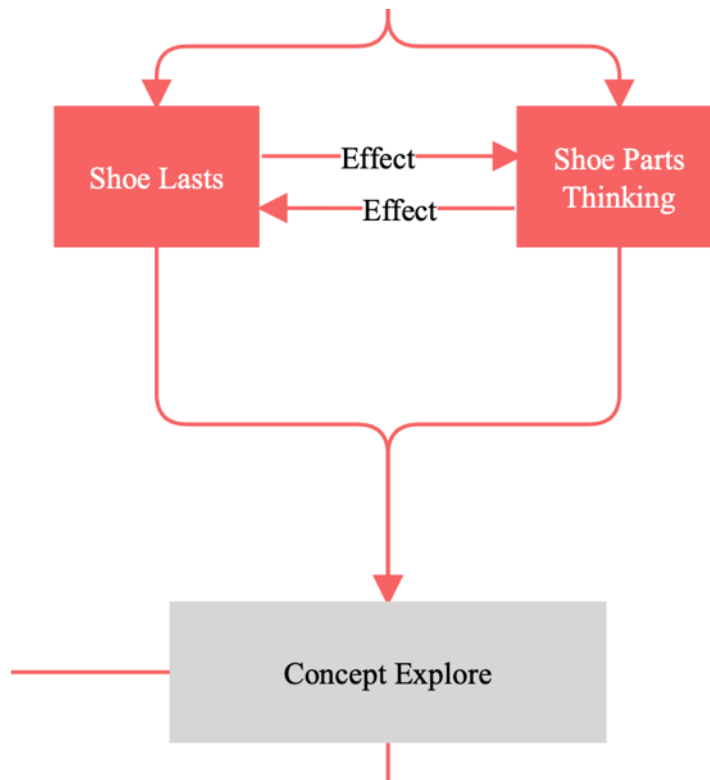 Shoe Lasts
Effect
Effect
Shoe Parts
Thinking
Concept Explore